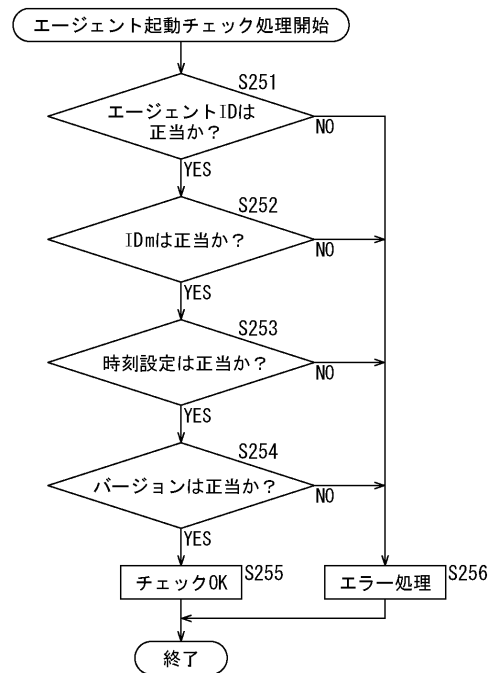 エージェント起動チェック処理開始
S251
エージェントIDは
正当か？
NO
YES
S252
IDmは正当か？
NO
YES
S253
時刻設定は正当か？
NO
YES
S254
バージョンは正当か？
NO
YES
チェックOK
S255
エラー処理
S256
終了